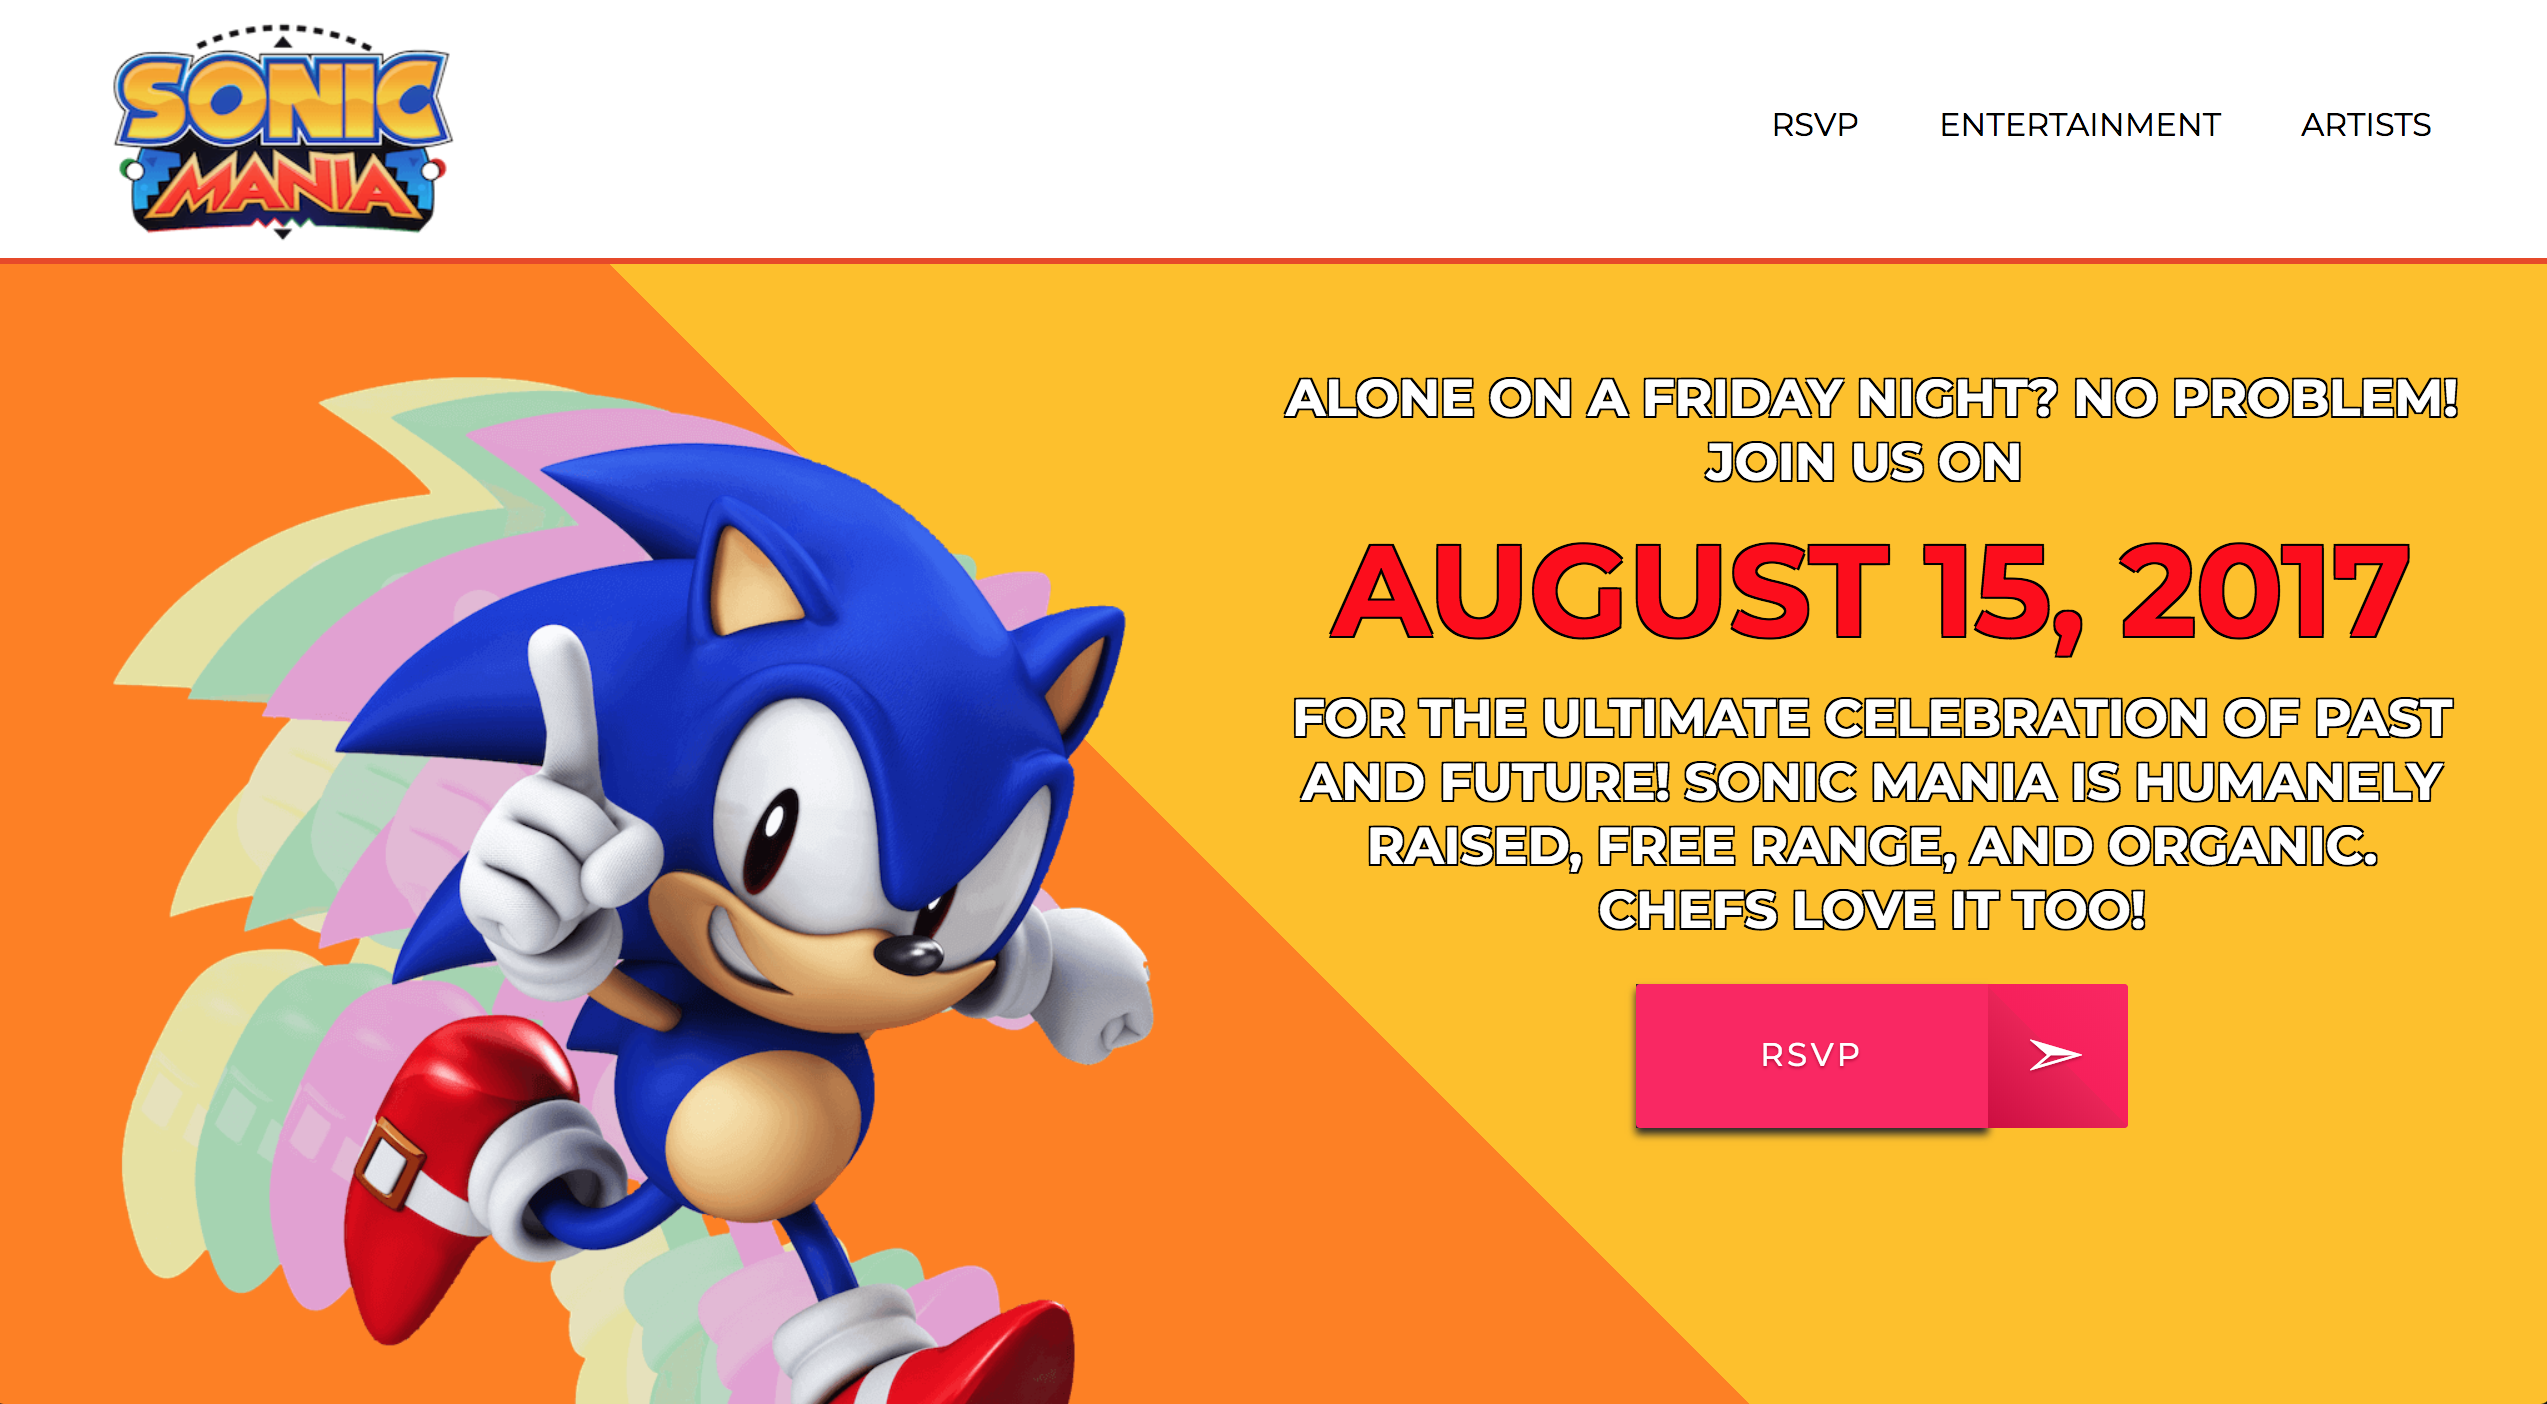 SONIC
MANIA
RSVP ENTERTAINMENT ARTISTS
ALONE ON A FRIDAY NIGHT? NO PROBLEM!
JOIN US ON
AUGUST 15, 2017
FOR THE ULTIMATE CELEBRATION OF PAST
AND FUTURE! SONIC MANIA IS HUMANELY
RAISED, FREE RANGE, AND ORGANIC.
CHEFS LOVE IT TOO!
RSVP